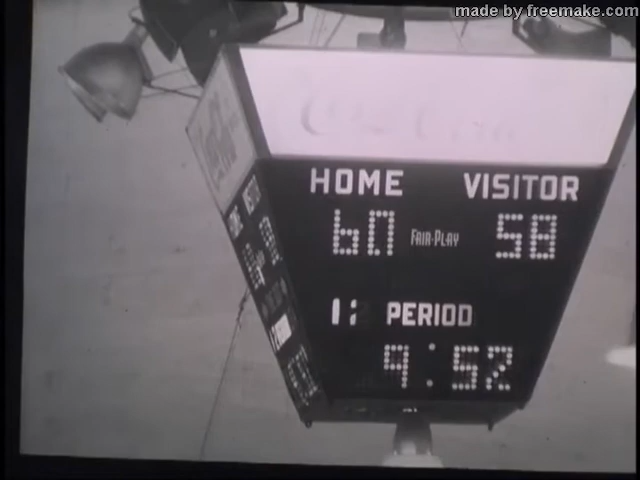 made by freemake.com
HOME VISITOR
60 FAIR-PLAY 58
PERIOD
9:52